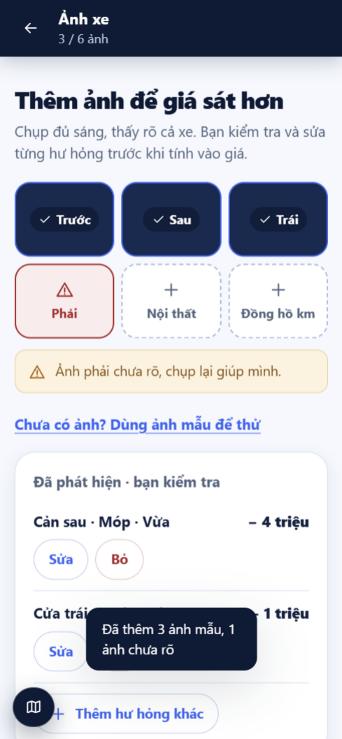 Ảnh xe
3 / 6 ảnh
Thêm ảnh để giá sát hơn
Chụp đủ sáng, thấy rõ cả xe. Bạn kiểm tra và sửa
từng hư hỏng trước khi tính vào giá.
Trước
Sau
Trái
Phải
Nội thất
Đồng hồ km
Ảnh phải chưa rõ, chụp lại giúp mình.
Chưa có ảnh? Dùng ảnh mẫu để thử
Đã phát hiện · bạn kiểm tra
Cản sau · Móp · Vừa
– 4 triệu
Sửa
Bỏ
Cửa trái
1 triệu
Sửa
Đã thêm 3 ảnh mẫu, 1
ảnh chưa rõ
+ Thêm hư hỏng khác